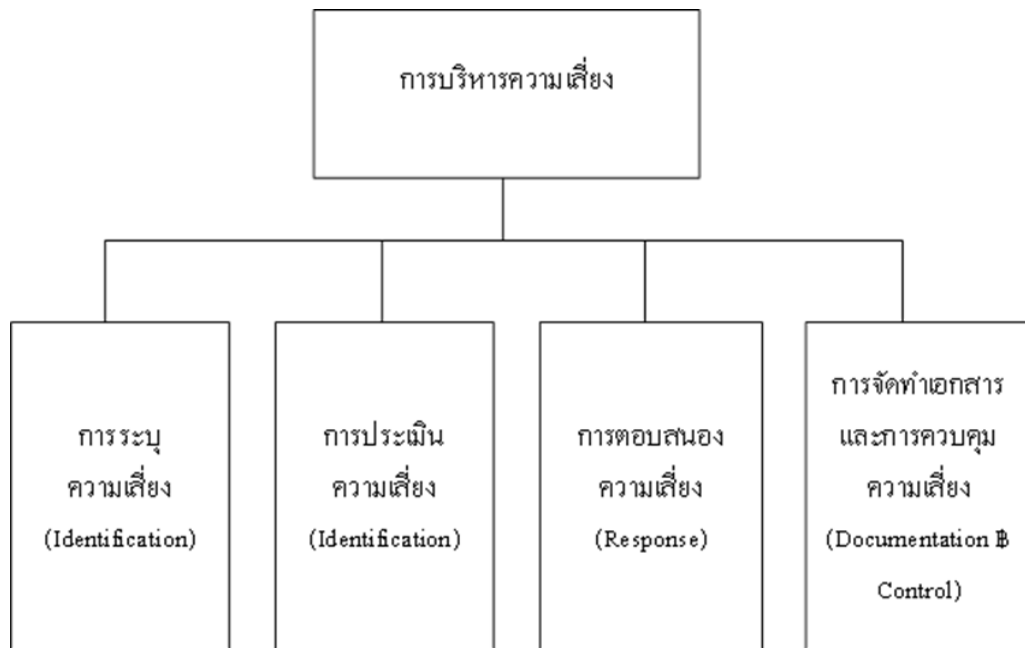 การบริหารความเสี่ยง
การระบุ
ความเสี่ยง
(Identification)
การประเมิน
ความเสี่ยง
(Identification)
การตอบสนอง
ความเสี่ยง
(Response)
การจัดทำเอกสาร
และการควบคุม
ความเสี่ยง
(Documentation ฿
Control)